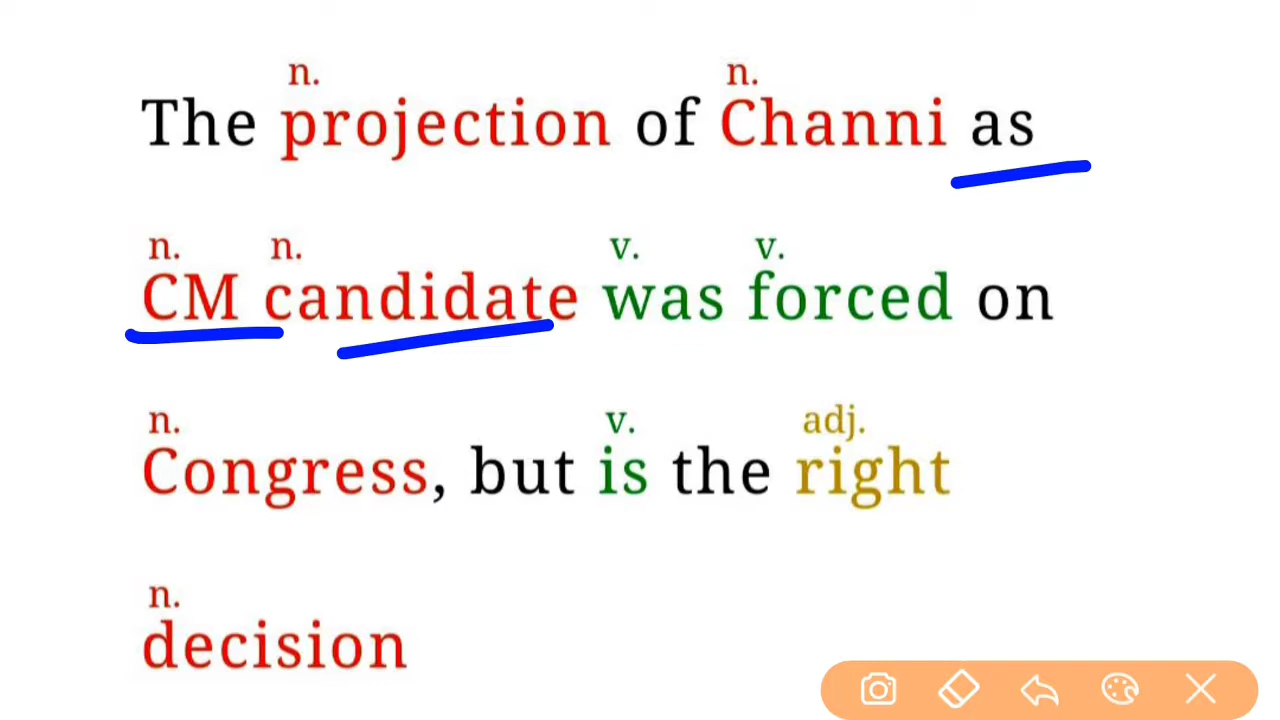 n. n.
The projection of Channi as
n. n. v. v.
CM candidate was forced on
n. v. adj.
Congress, but is the right
n.
decision